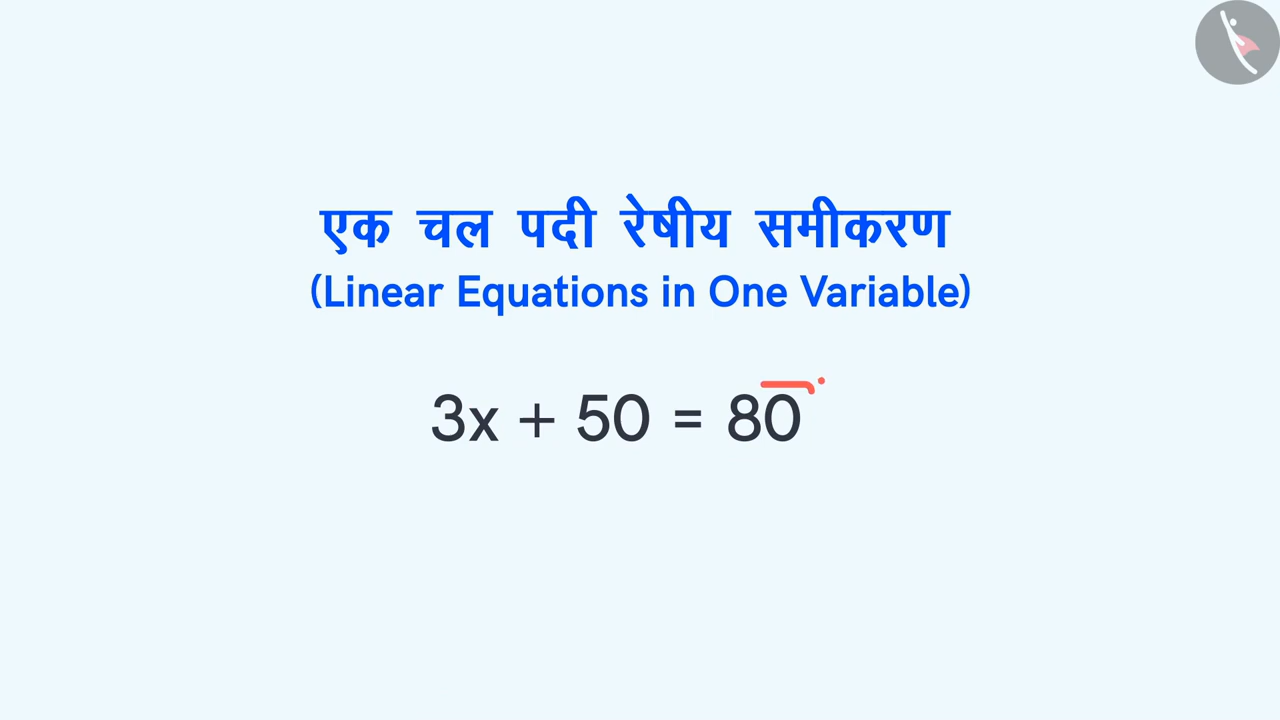 एक चल पदी रेषीय समीकरण
(Linear Equations in One Variable)
3x + 50 = 80